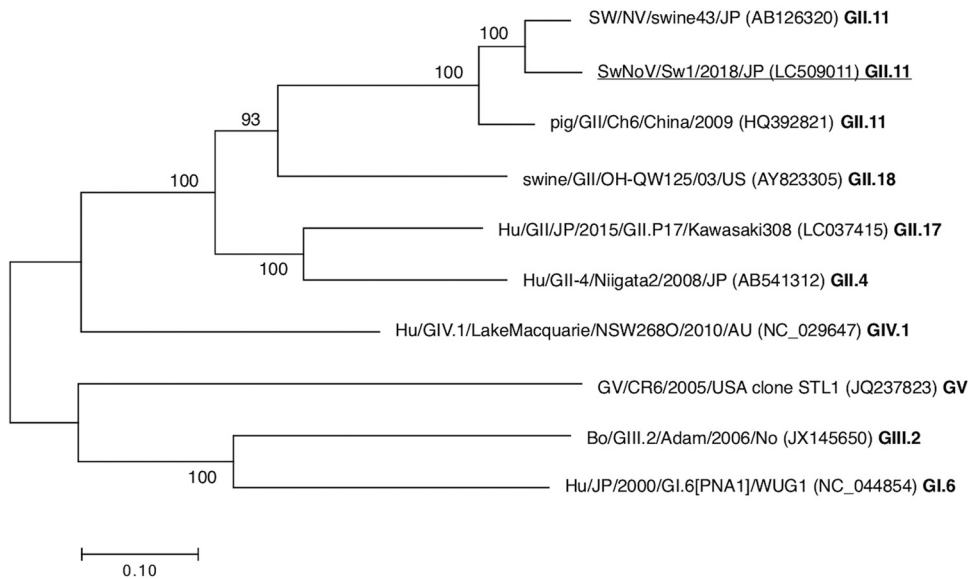 SW/NV/swine43/JP (AB126320) GII.11
100
SwNoV/Sw1/2018/JP (LC509011) GII.11
100
pig/GII/Ch6/China/2009 (HQ392821) GII.11
93
swine/GII/OH-QW125/03/US (AY823305) GII.18
100
Hu/GII/JP/2015/GII.P17/Kawasaki308 (LC037415) GII.17
100
Hu/GII-4/Niigata2/2008/JP (AB541312) GII.4
Hu/GIV.1/LakeMacquarie/NSW268O/2010/AU (NC_029647) GIV.1
GV/CR6/2005/USA clone STL1 (JQ237823) GV
Bo/GIII.2/Adam/2006/No (JX145650) GIII.2
100
Hu/JP/2000/GI.6[PNA1]/WUG1 (NC_044854) GI.6
0.10